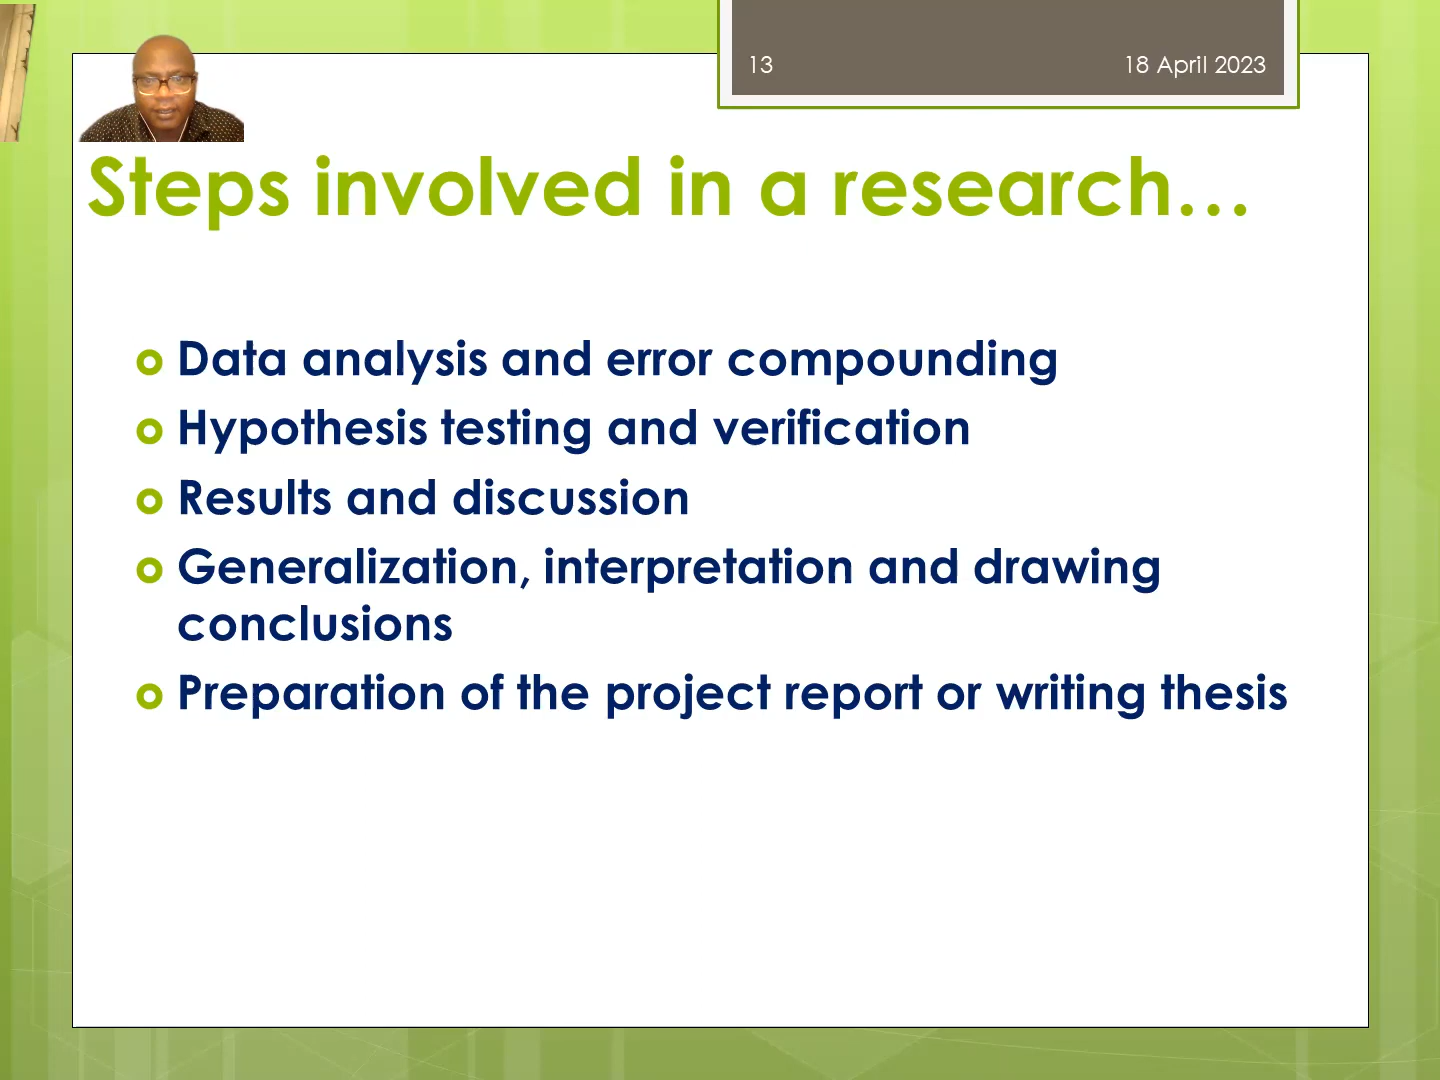 13
18 April 2023
Steps involved in a research…
Data analysis and error compounding
Hypothesis testing and verification
Results and discussion
Generalization, interpretation and drawing
conclusions
Preparation of the project report or writing thesis